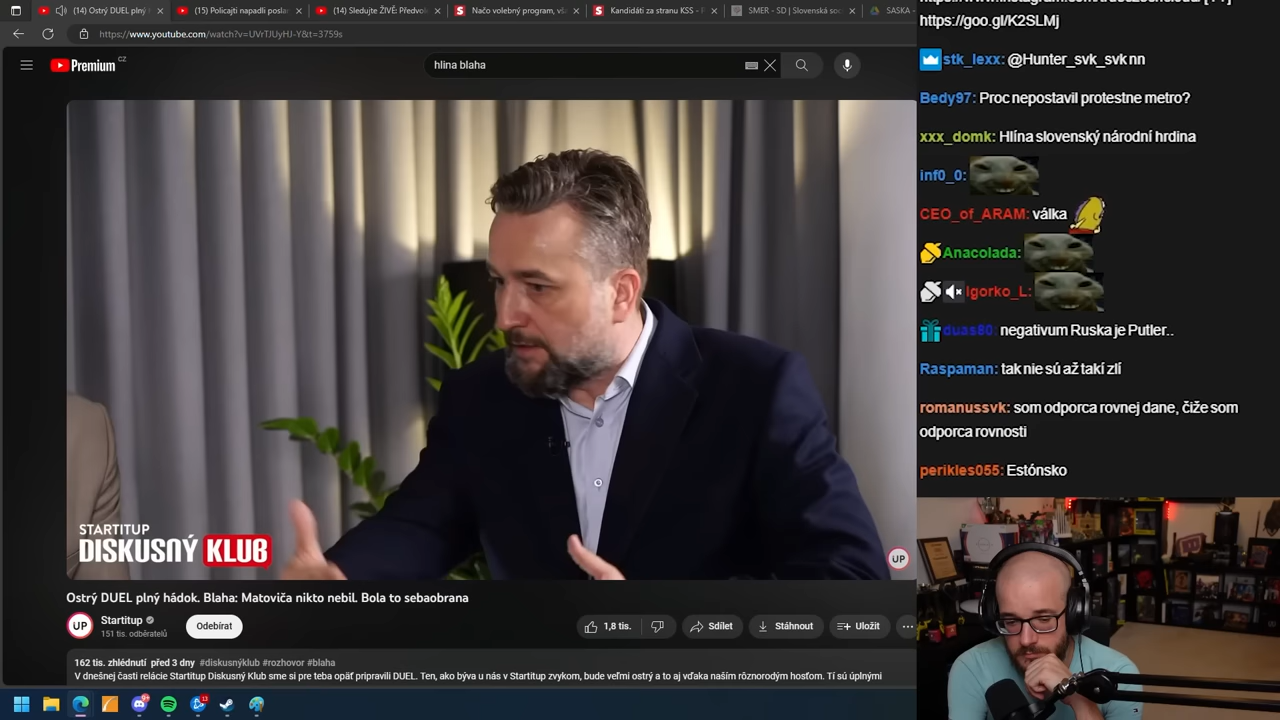 (14) Ostrý DUEL plný h
(15) Policajti napadli poslan
(14) Sledujte ŽIVĚ: Předvol
Načo volebný program, vša
Kandidáti za stranu KSS - F
SMER - SD | Slovenská soc
SASKA -
https://www.youtube.com/watch?v=UVrTJUyHJ-Y&t=3759s
Premium CZ
hlina blaha
STARTITUP
DISKUSNÝ KLUB
UP
Ostrý DUEL plný hádok. Blaha: Matoviča nikto nebil. Bola to sebaobrana
UP
Startitup
151 tis. odběratelů
Odebírat
1,8 tis.
Sdílet
Stáhnout
Uložit
162 tis. zhlédnutí před 3 dny #diskusnýklub #rozhovor #blaha
V dnešnej časti relácie Startitup Diskusný Klub sme si pre teba opäť pripravili DUEL. Ten, ako býva u nás v Startitup zvykom, bude veľmi ostrý a to aj vďaka našim rôznorodým hosťom. Tí sú úplnými
https://goo.gl/K2SLMj
stk_lexx: @Hunter_svk_svk nn
Bedy97: Proc nepostavil protestne metro?
xxx_domk: Hlína slovenský národní hrdina
inf0_0:
CEO_of_ARAM: válka
Anacolada:
Igorko_L:
duas80: negativum Ruska je Putler..
Raspaman: tak nie sú až takí zlí
romanussvk: som odporca rovnej dane, čiže som
odporca rovnosti
perikles055: Estónsko